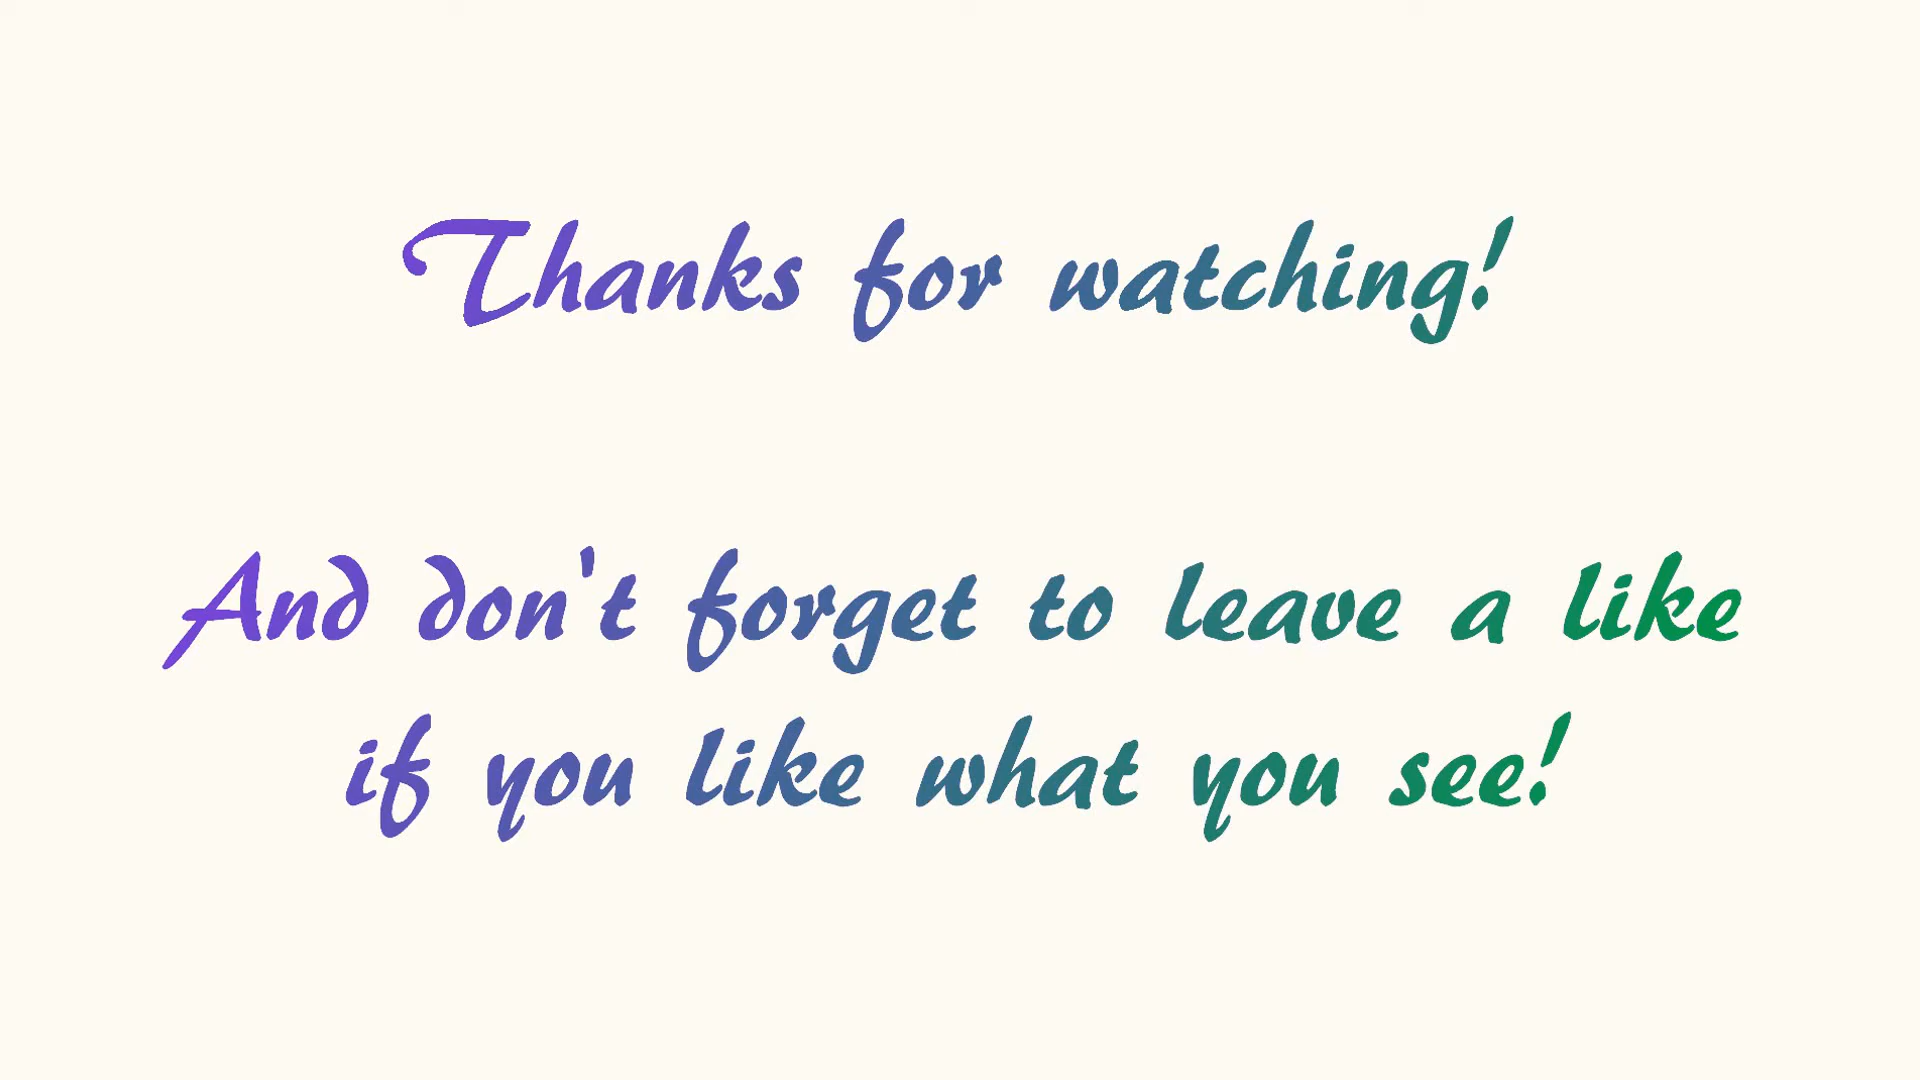 Thanks for watching!
And don't forget to leave a like
if you like what you see!